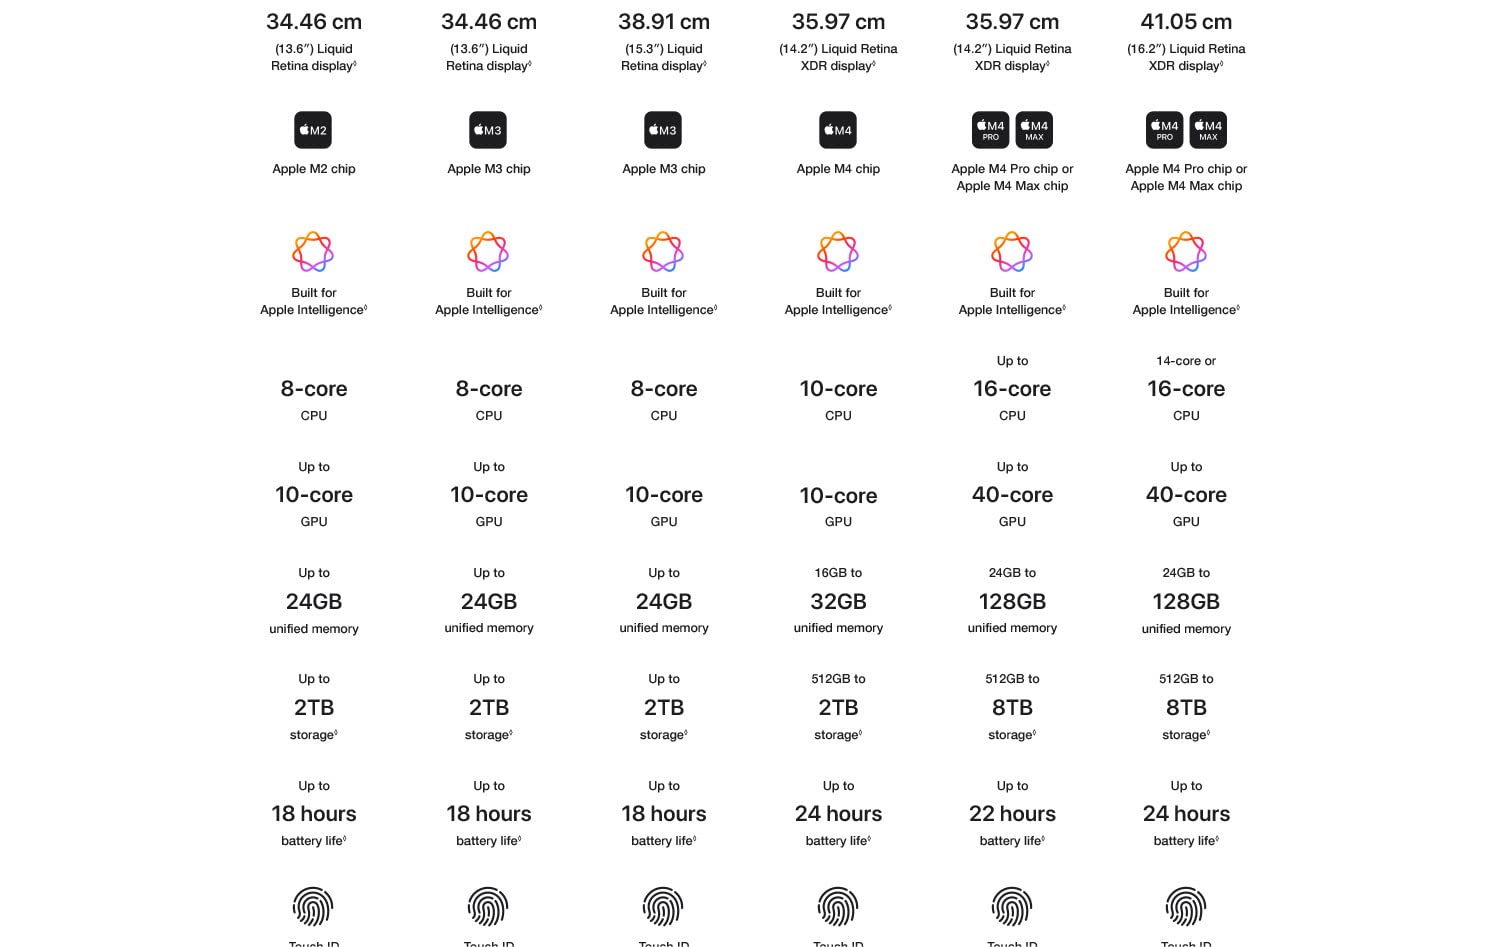 34.46 cm 34.46 cm 38.91 cm 35.97 cm 35.97 cm 41.05 cm
(13.6″) Liquid (13.6″) Liquid (15.3″) Liquid (14.2″) Liquid Retina (14.2″) Liquid Retina (16.2″) Liquid Retina
Retina display◊ Retina display◊ Retina display◊ XDR display◊ XDR display◊ XDR display◊
M2 M3 M3 M4 M4 PRO M4 MAX M4 PRO M4 MAX
Apple M2 chip Apple M3 chip Apple M3 chip Apple M4 chip Apple M4 Pro chip or Apple M4 Pro chip or
Apple M4 Max chip Apple M4 Max chip
Built for Built for Built for Built for Built for Built for
Apple Intelligence◊ Apple Intelligence◊ Apple Intelligence◊ Apple Intelligence◊ Apple Intelligence◊ Apple Intelligence◊
Up to 14-core or
8-core 8-core 8-core 10-core 16-core 16-core
CPU CPU CPU CPU CPU CPU
Up to Up to Up to Up to
10-core 10-core 10-core 10-core 40-core 40-core
GPU GPU GPU GPU GPU GPU
Up to Up to Up to 16GB to 24GB to 24GB to
24GB 24GB 24GB 32GB 128GB 128GB
unified memory unified memory unified memory unified memory unified memory unified memory
Up to Up to Up to 512GB to 512GB to 512GB to
2TB 2TB 2TB 2TB 8TB 8TB
storage◊ storage◊ storage◊ storage◊ storage◊ storage◊
Up to Up to Up to Up to Up to Up to
18 hours 18 hours 18 hours 24 hours 22 hours 24 hours
battery life◊ battery life◊ battery life◊ battery life◊ battery life◊ battery life◊
Touch ID Touch ID Touch ID Touch ID Touch ID Touch ID